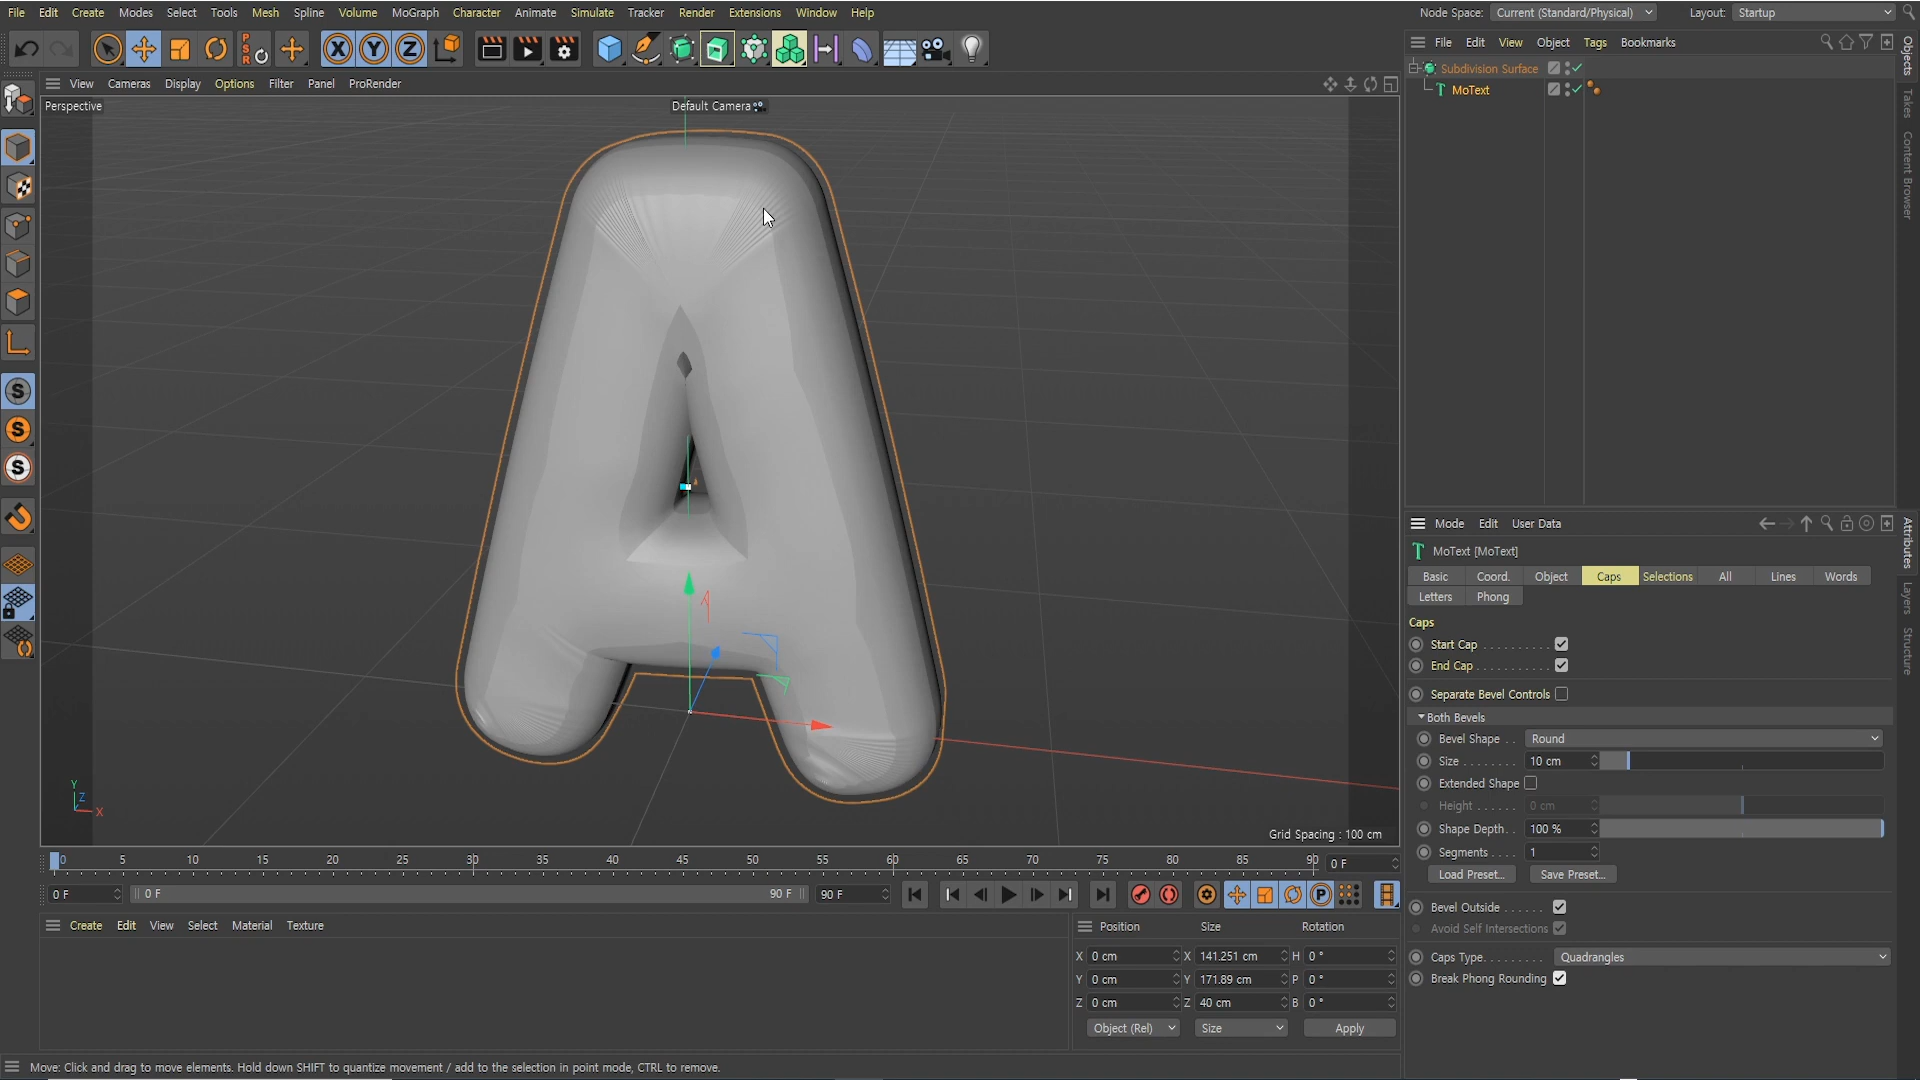 File Edit Create Modes Select Tools Mesh Spline Volume MoGraph Character Animate Simulate Tracker Render Extensions Window Help
Node Space: Current (Standard/Physical) Layout: Startup
PSR X Y Z
File Edit View Object Tags Bookmarks
View Cameras Display Options Filter Panel ProRender
Perspective
Default Camera
Subdivision Surface
MoText
Objects
Takes
Content Browser
S
S
S
Y
Z
X
Grid Spacing : 100 cm
Mode Edit User Data
MoText [MoText]
Basic Coord. Object Caps Selections All Lines Words
Letters Phong
Attributes
Layers
Structure
Caps
Start Cap
End Cap
Separate Bevel Controls
Both Bevels
Bevel Shape Round
Size 10 cm
Extended Shape
Height 0 cm
Shape Depth 100 %
Segments 1
Load Preset... Save Preset...
Bevel Outside
Avoid Self Intersections
Caps Type Quadrangles
Break Phong Rounding
0 5 10 15 20 25 30 35 40 45 50 55 60 65 70 75 80 85 90 0 F
0 F 0 F 90 F 90 F P
Create Edit View Select Material Texture
Position Size Rotation
X 0 cm X 141.251 cm H 0 °
Y 0 cm Y 171.89 cm P 0 °
Z 0 cm Z 40 cm B 0 °
Object (Rel) Size Apply
Move: Click and drag to move elements. Hold down SHIFT to quantize movement / add to the selection in point mode, CTRL to remove.